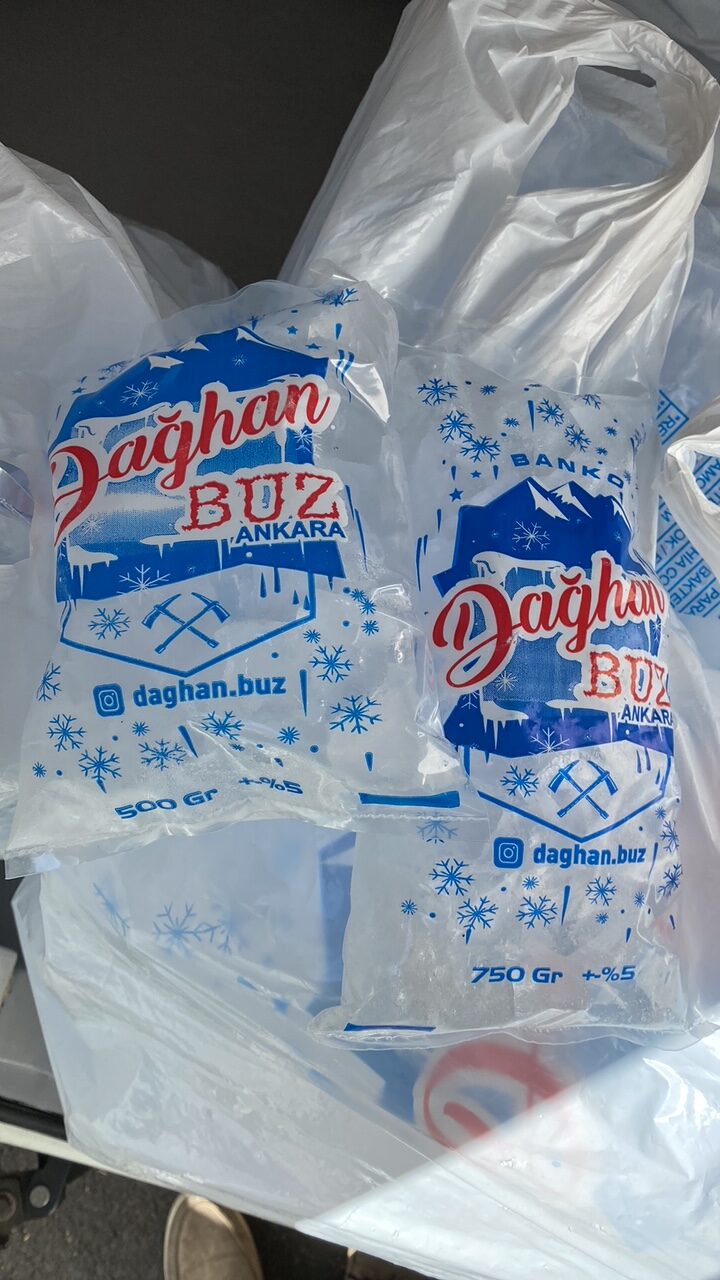 Dağhan
BUZ
ANKARA
daghan.buz
500 Gr +-%5
BANKO
Dağhan
BUZ
ANKARA
daghan.buz
750 Gr +-%5